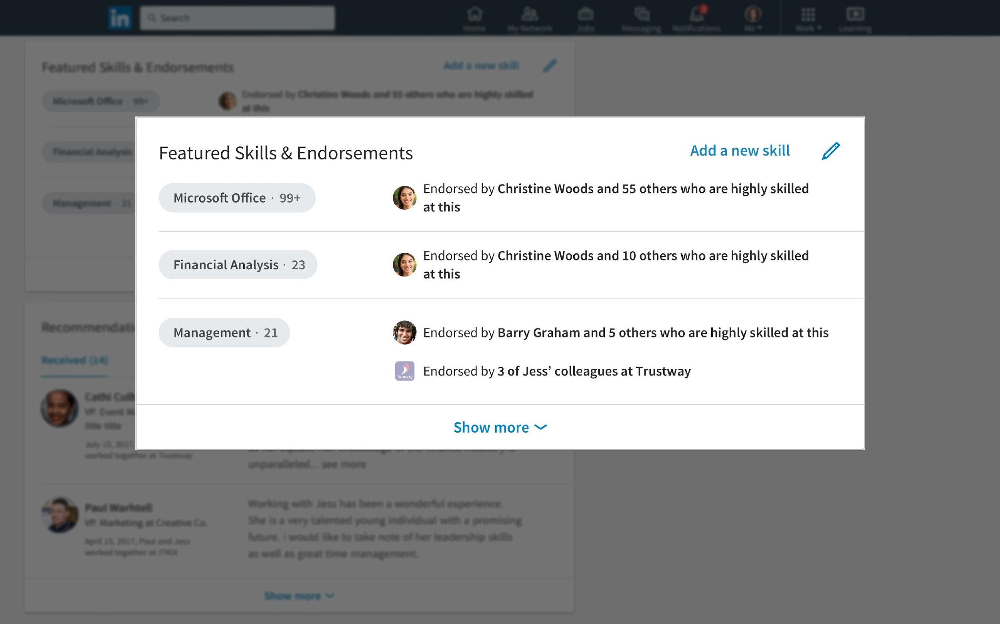 in
Search
Home
My Network
Jobs
Messaging
Notifications
Me
Work
Learning
Featured Skills & Endorsements
Add a new skill
Microsoft Office · 99+
Endorsed by Christine Woods and 55 others who are highly skilled
at this
Financial Analysis
Management · 21
Featured Skills & Endorsements
Add a new skill
Microsoft Office · 99+
Endorsed by Christine Woods and 55 others who are highly skilled
at this
Financial Analysis · 23
Endorsed by Christine Woods and 10 others who are highly skilled
at this
Management · 21
Endorsed by Barry Graham and 5 others who are highly skilled at this
Trustway
Endorsed by 3 of Jess’ colleagues at Trustway
Show more
Received (14)
Cathi
VP. Event
title title
July 15, 2017,
worked together at Trustway
unparalleled... see more
Paul
VP. Marketing at Creative Co.
April 15, 2017, Paul and Jess
worked together at
Working with Jess has been a wonderful experience.
She is a very talented young individual with a promising
future. I would like to take note of her leadership skills
as well as great time management.
Show more